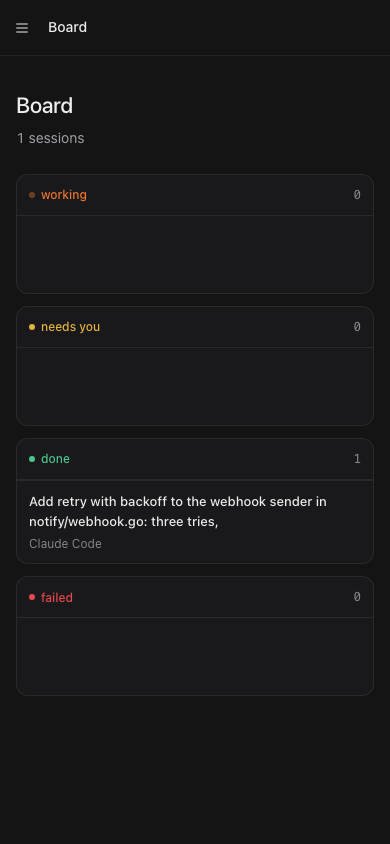 Board
Board
1 sessions
working 0
needs you 0
done 1
Add retry with backoff to the webhook sender in
notify/webhook.go: three tries,
Claude Code
failed 0